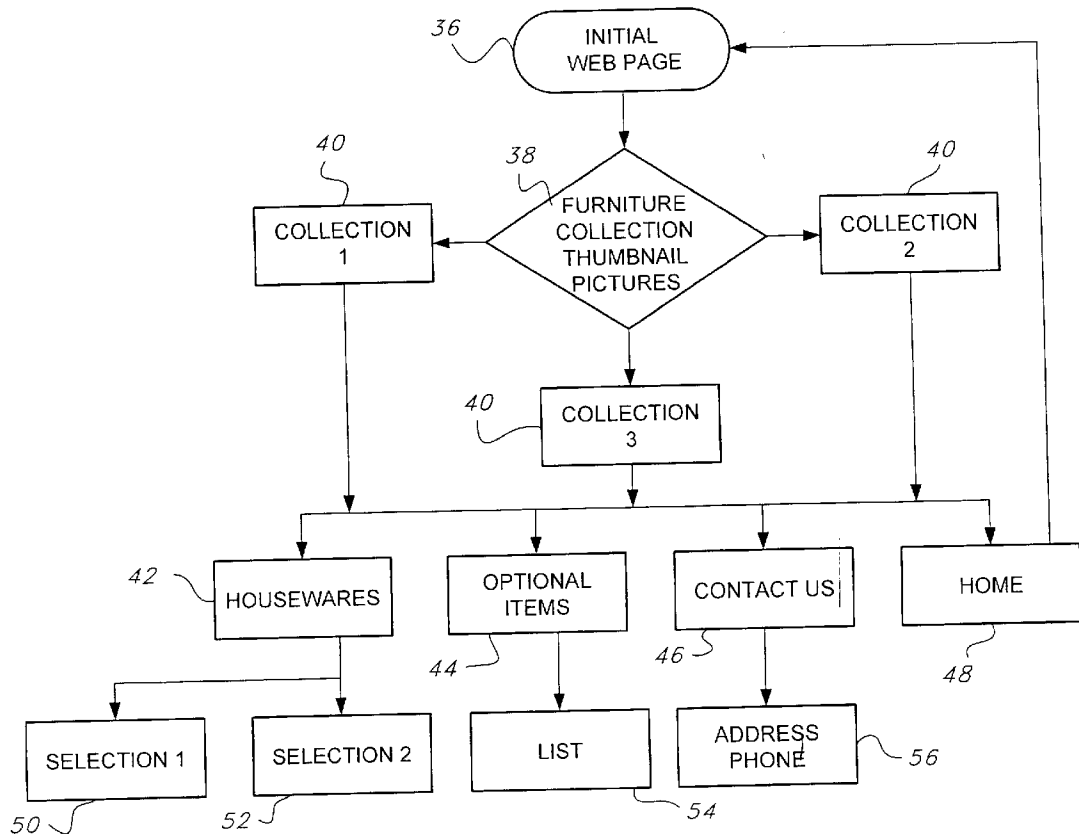 36
INITIAL
WEB PAGE
40
38
40
COLLECTION
1
FURNITURE
COLLECTION
THUMBNAIL
PICTURES
COLLECTION
2
40
COLLECTION
3
42
HOUSEWARES
OPTIONAL
ITEMS
CONTACT US
HOME
44
46
48
SELECTION 1
SELECTION 2
LIST
ADDRESS
PHONE
56
50
52
54